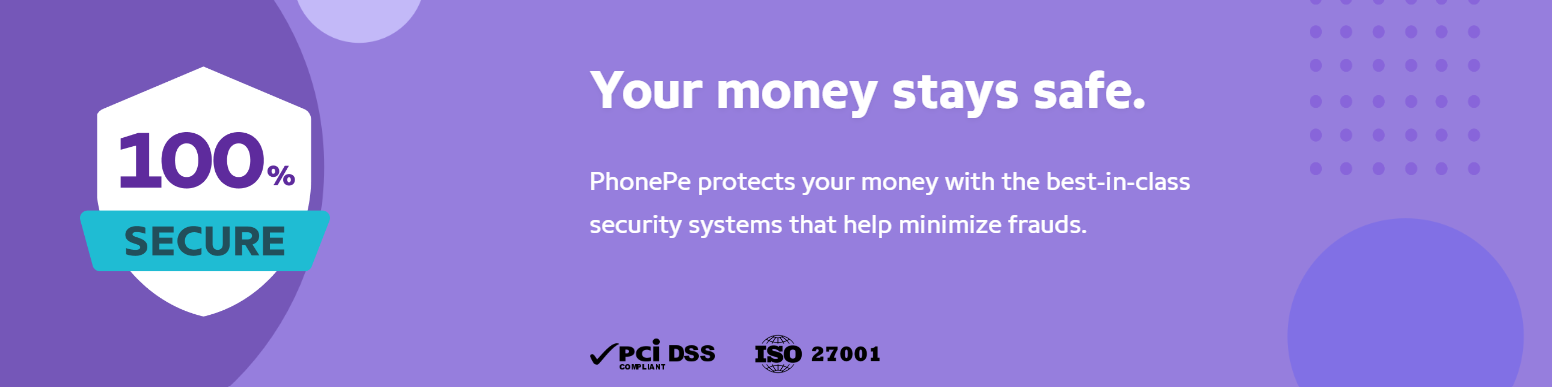 100%
SECURE
Your money stays safe.
PhonePe protects your money with the best-in-class
security systems that help minimize frauds.
PCi DSS
COMPLIANT
ISO 27001